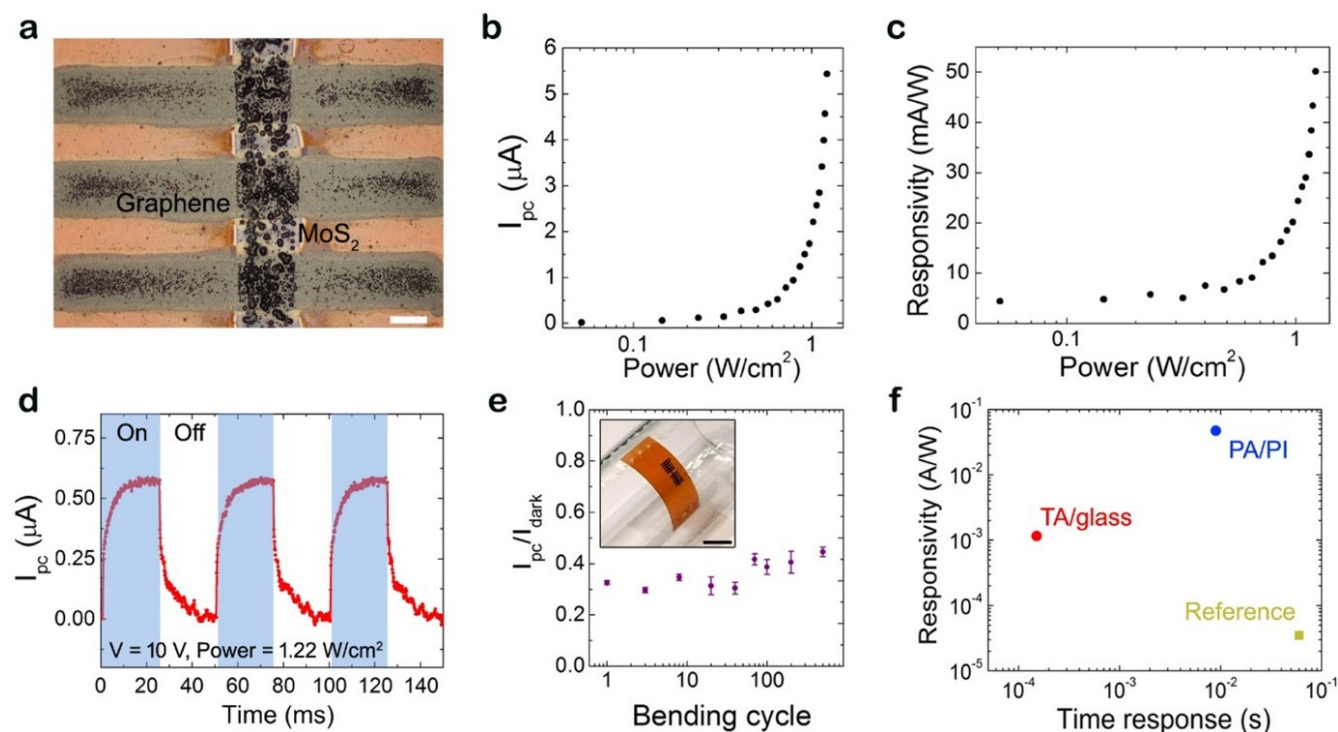 a
Graphene
MoS₂
b
I_pc (μA)
6
5
4
3
2
1
0
0.1
1
Power (W/cm²)
c
Responsivity (mA/W)
50
40
30
20
10
0
0.1
1
Power (W/cm²)
d
On
Off
I_pc (μA)
0.75
0.50
0.25
0.00
V = 10 V, Power = 1.22 W/cm²
0
20
40
60
80
100
120
140
Time (ms)
e
I_pc/I_dark
1.0
0.8
0.6
0.4
0.2
0.0
1
10
100
Bending cycle
f
Responsivity (A/W)
10⁻¹
10⁻²
10⁻³
10⁻⁴
10⁻⁵
PA/PI
TA/glass
Reference
10⁻⁴
10⁻³
10⁻²
10⁻¹
Time response (s)